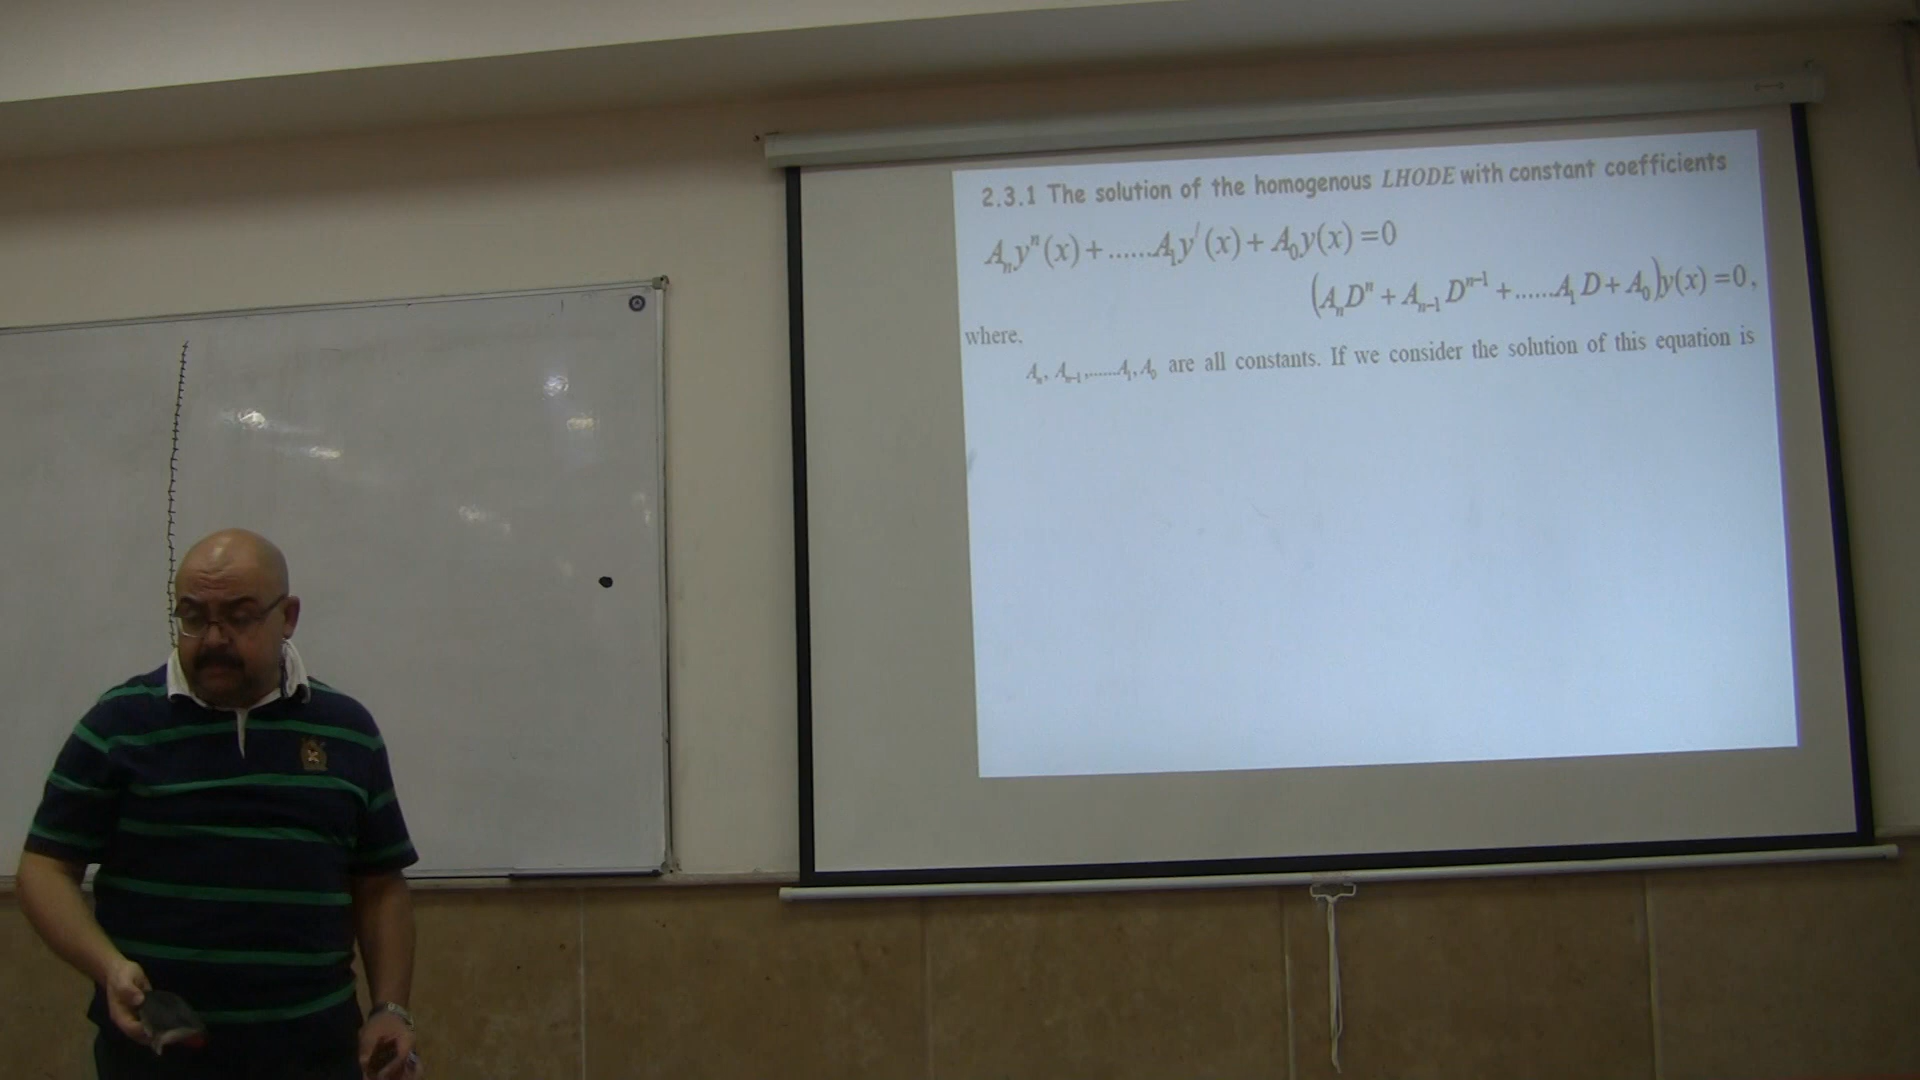 2.3.1 The solution of the homogenous LHODE with constant coefficients
Aₙyⁿ(x)+......A₁y′(x)+A₀y(x)=0
(AₙDⁿ+Aₙ₋₁Dⁿ⁻¹+......A₁D+A₀)y(x)=0,
where,
Aₙ, Aₙ₋₁,......A₁, A₀ are all constants. If we consider the solution of this equation is